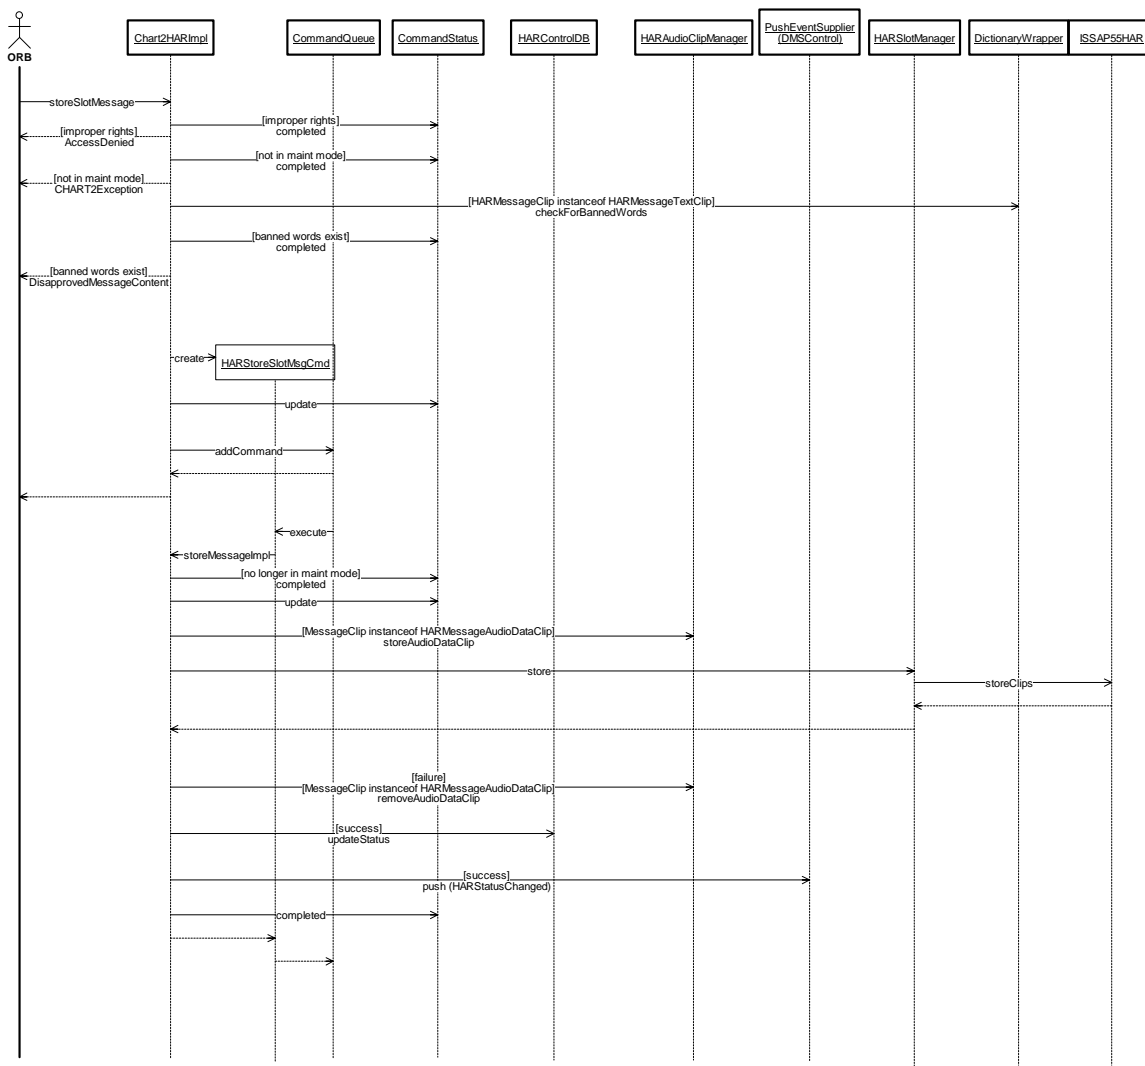 ORB
Chart2HARImpl
CommandQueue
CommandStatus
HARControlDB
HARAudioClipManager
PushEventSupplier
(DMSControl)
HARSlotManager
DictionaryWrapper
ISSAP55HAR
storeSlotMessage
[improper rights]
completed
[improper rights]
AccessDenied
[not in maint mode]
completed
[not in maint mode]
CHART2Exception
[HARMessageClip instanceof HARMessageTextClip]
checkForBannedWords
[banned words exist]
completed
[banned words exist]
DisapprovedMessageContent
create
HARStoreSlotMsgCmd
update
addCommand
execute
storeMessageImpl
[no longer in maint mode]
completed
update
[MessageClip instanceof HARMessageAudioDataClip]
storeAudioDataClip
store
storeClips
[failure]
[MessageClip instanceof HARMessageAudioDataClip]
removeAudioDataClip
[success]
updateStatus
[success]
push (HARStatusChanged)
completed